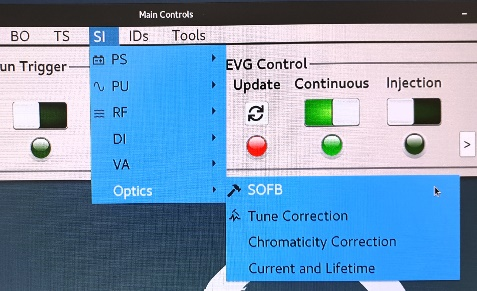 Main Controls
BO TS SI IDs Tools
un Trigger
EVG Control
PS
PU
RF
DI
VA
Optics
Update Continuous Injection
>
SOFB
Tune Correction
Chromaticity Correction
Current and Lifetime